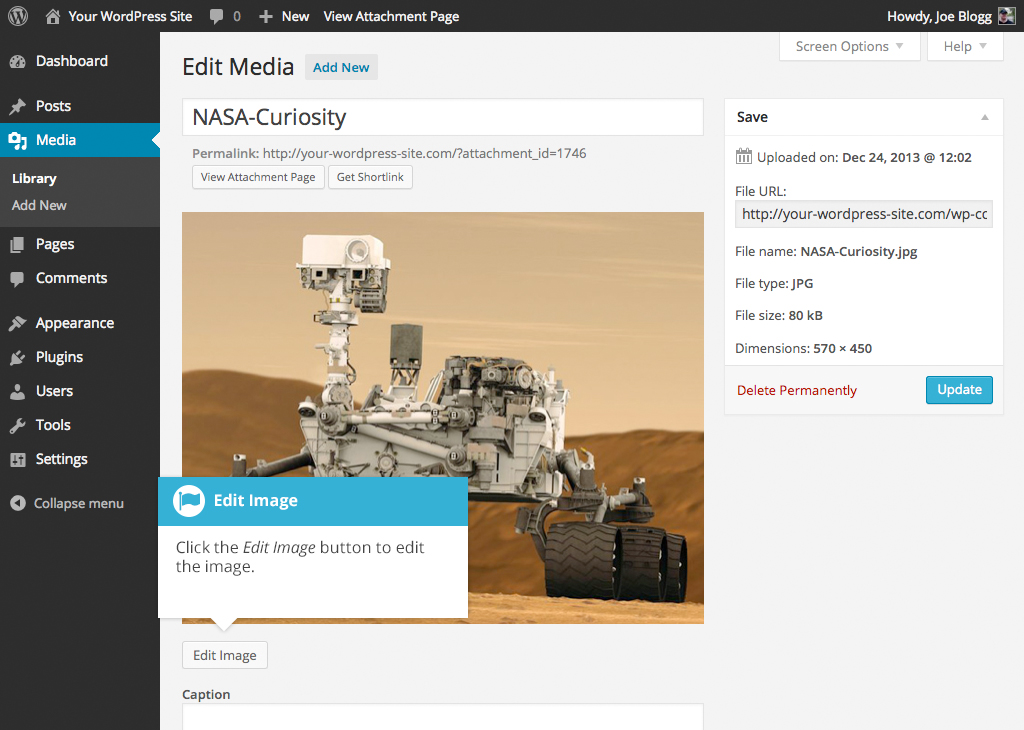 Your WordPress Site 0 New View Attachment Page Howdy, Joe Blogg
Screen Options Help
Dashboard
Posts
Media
Library
Add New
Pages
Comments
Appearance
Plugins
Users
Tools
Settings
Collapse menu
Edit Media Add New
NASA-Curiosity
Permalink: http://your-wordpress-site.com/?attachment_id=1746
View Attachment Page Get Shortlink
Edit Image
Click the Edit Image button to edit
the image.
Edit Image
Caption
Save
Uploaded on: Dec 24, 2013 @ 12:02
File URL:
http://your-wordpress-site.com/wp-cc
File name: NASA-Curiosity.jpg
File type: JPG
File size: 80 kB
Dimensions: 570 × 450
Delete Permanently Update